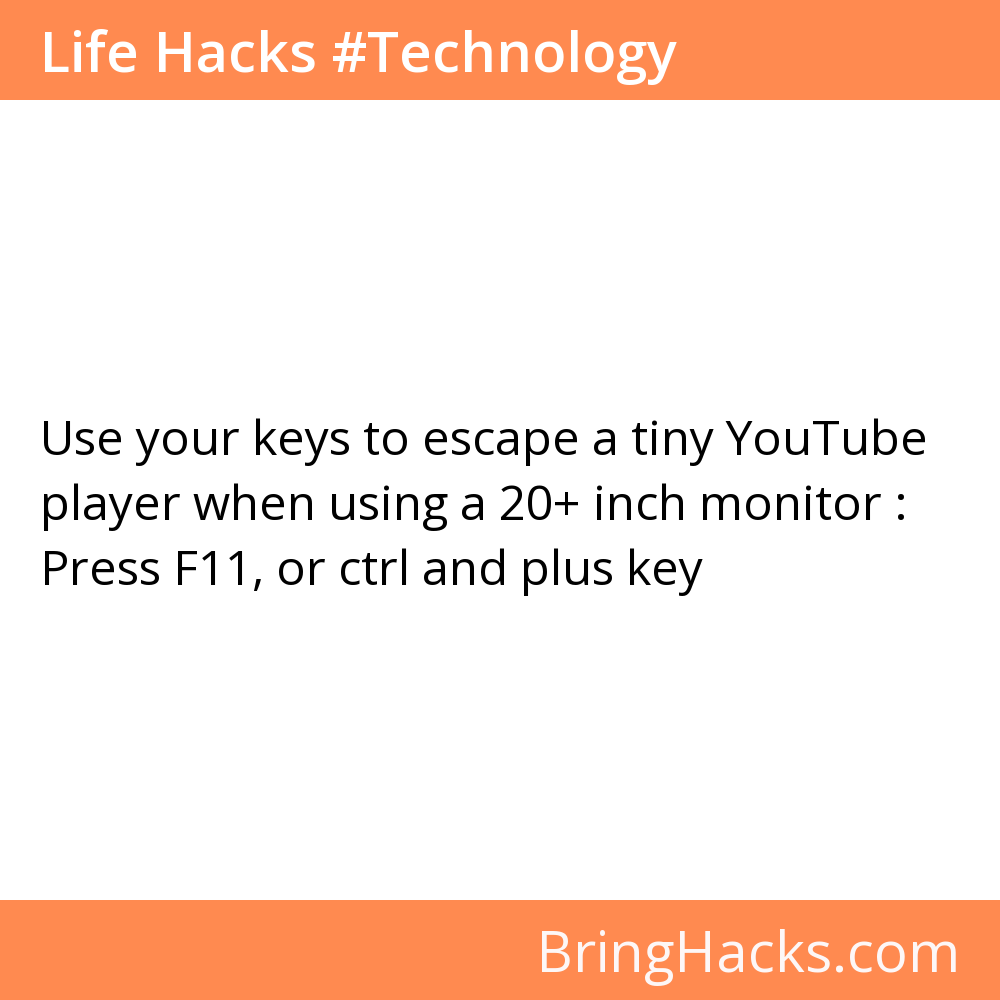 Life Hacks #Technology
Use your keys to escape a tiny YouTube
player when using a 20+ inch monitor :
Press F11, or ctrl and plus key
BringHacks.com